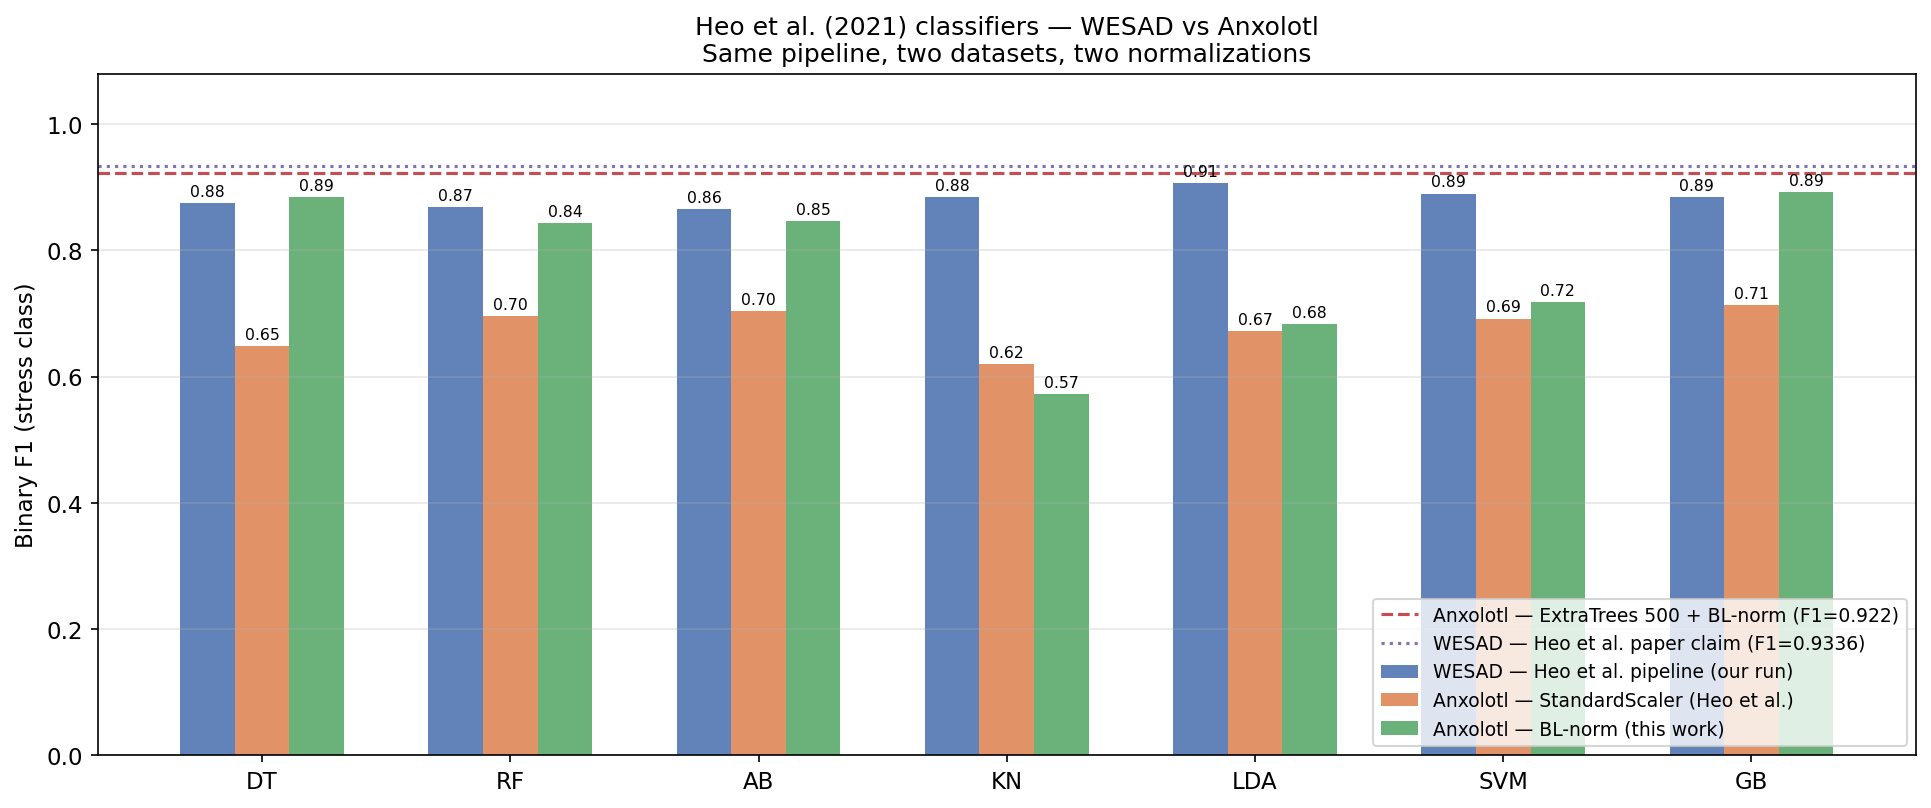 Heo et al. (2021) classifiers — WESAD vs Anxolotl
Same pipeline, two datasets, two normalizations
Binary F1 (stress class)
1.0
0.8
0.6
0.4
0.2
0.0
0.88 0.65 0.89
0.87 0.70 0.84
0.86 0.70 0.85
0.88 0.62 0.57
0.91 0.67 0.68
0.89 0.69 0.72
0.89 0.71 0.89
Anxolotl — ExtraTrees 500 + BL-norm (F1=0.922)
WESAD — Heo et al. paper claim (F1=0.9336)
WESAD — Heo et al. pipeline (our run)
Anxolotl — StandardScaler (Heo et al.)
Anxolotl — BL-norm (this work)
DT RF AB KN LDA SVM GB